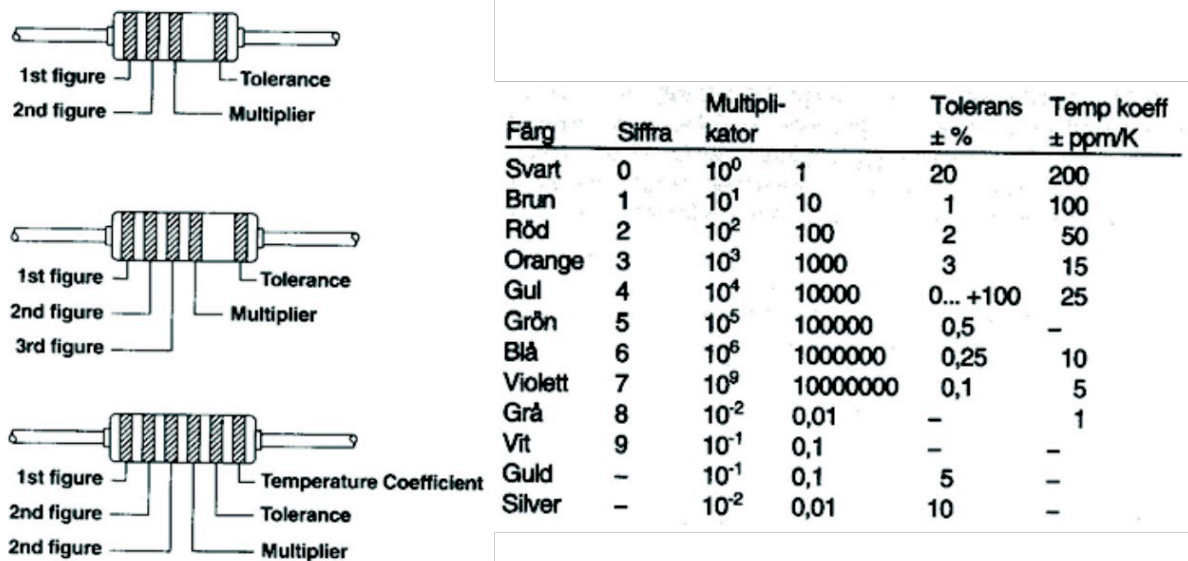 1st figure
Tolerance
2nd figure
Multiplier
1st figure
Tolerance
2nd figure
Multiplier
3rd figure
1st figure
Temperature Coefficient
2nd figure
Tolerance
2nd figure
Multiplier
Multipli- Tolerans Temp koeff
Färg Siffra kator ± % ± ppm/K
Svart 0 10⁰ 1 20 200
Brun 1 10¹ 10 1 100
Röd 2 10² 100 2 50
Orange 3 10³ 1000 3 15
Gul 4 10⁴ 10000 0... +100 25
Grön 5 10⁵ 100000 0,5 –
Blå 6 10⁶ 1000000 0,25 10
Violett 7 10⁹ 10000000 0,1 5
Grå 8 10⁻² 0,01 – 1
Vit 9 10⁻¹ 0,1 – –
Guld – 10⁻¹ 0,1 5 –
Silver – 10⁻² 0,01 10 –